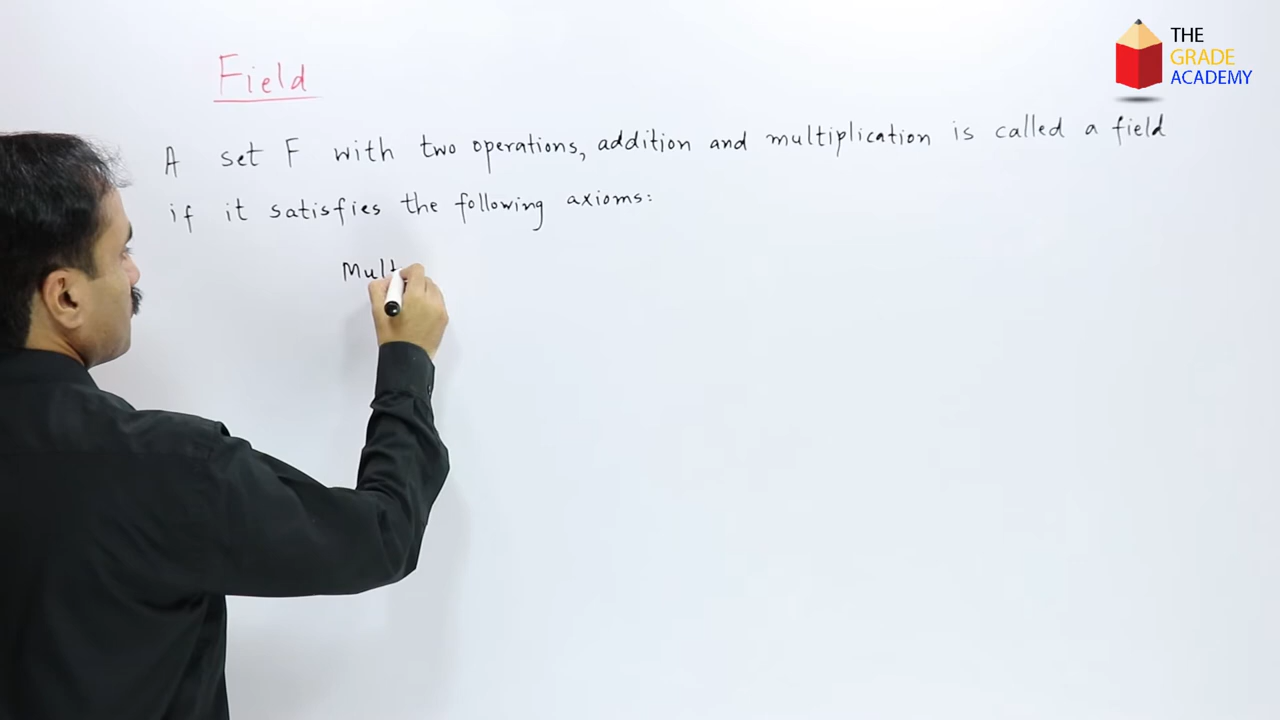 Field
THE
GRADE
ACADEMY
A set F with two operations, addition and multiplication is called a field
if it satisfies the following axioms:
Mult